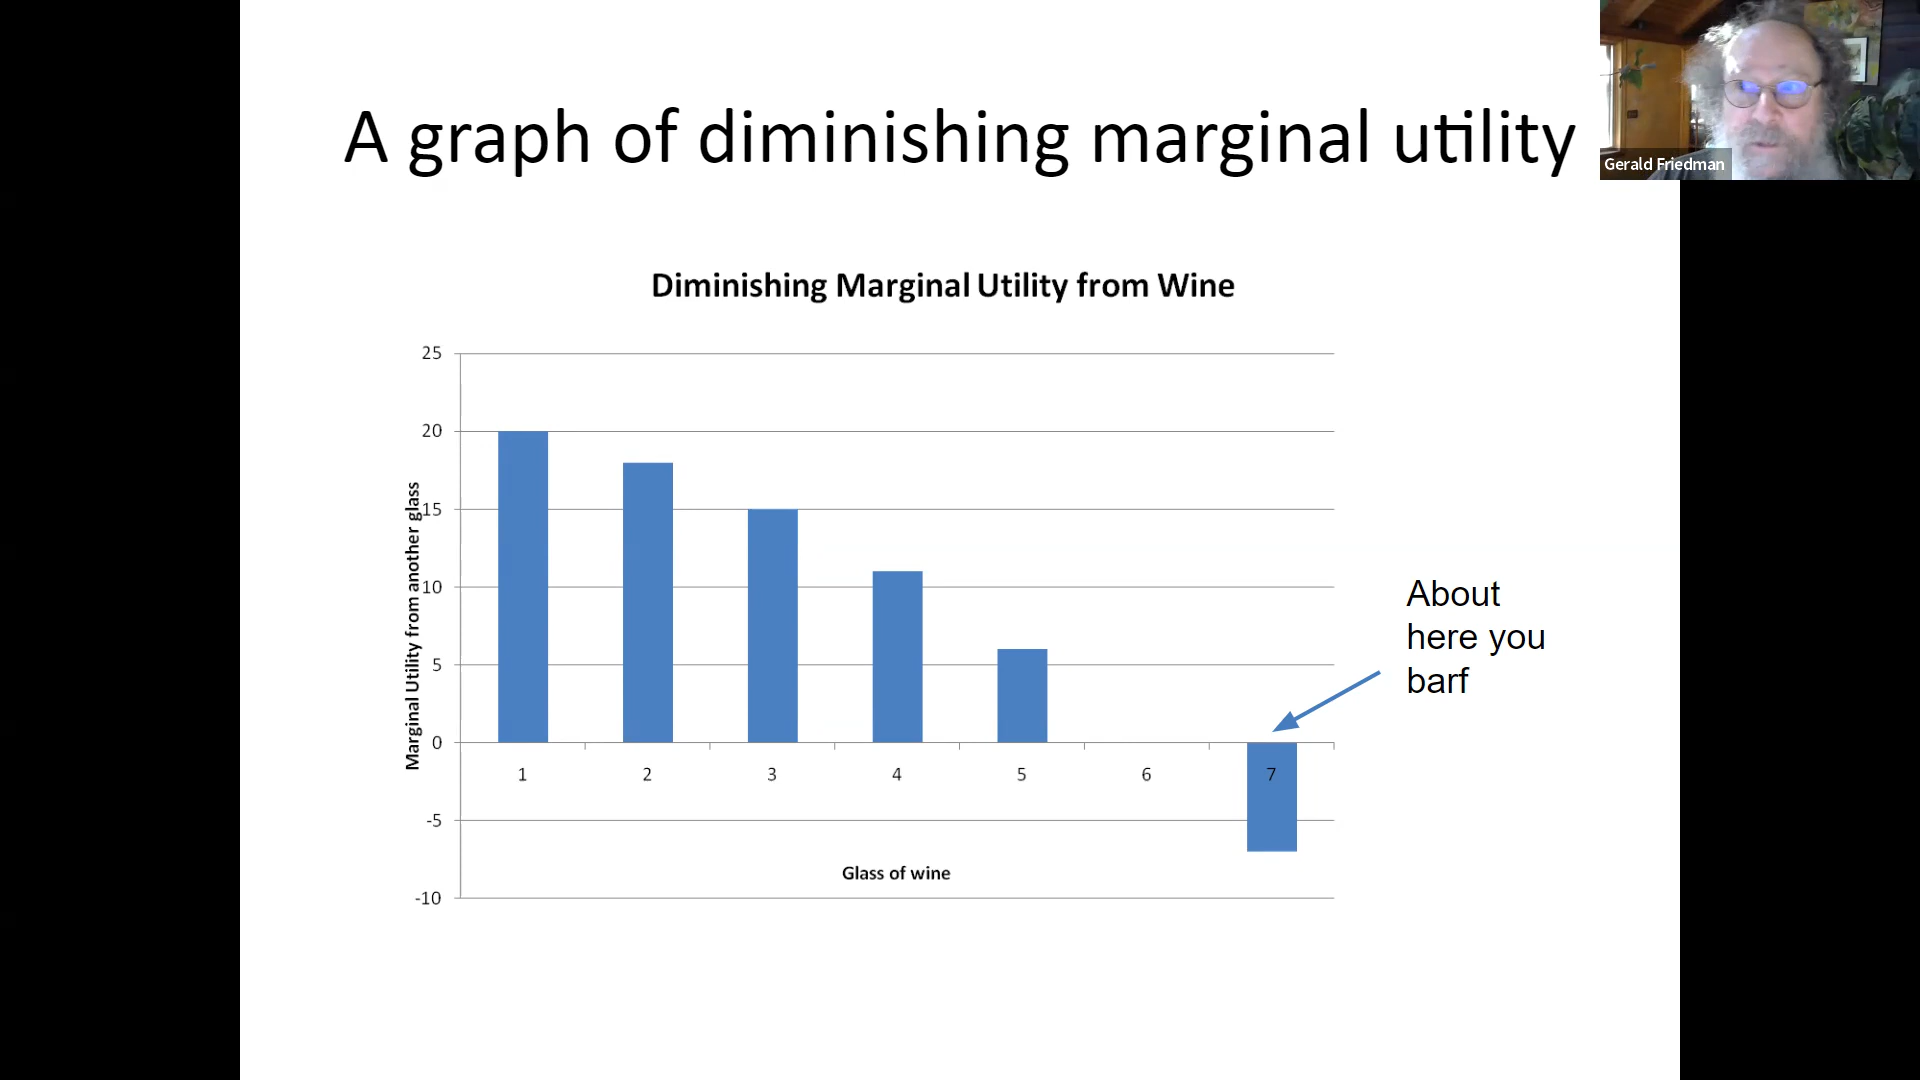 A graph of diminishing marginal utility
Gerald Friedman
Diminishing Marginal Utility from Wine
Marginal Utility from another glass
25
20
15
10
5
0
-5
-10
1
2
3
4
5
6
7
Glass of wine
About
here you
barf